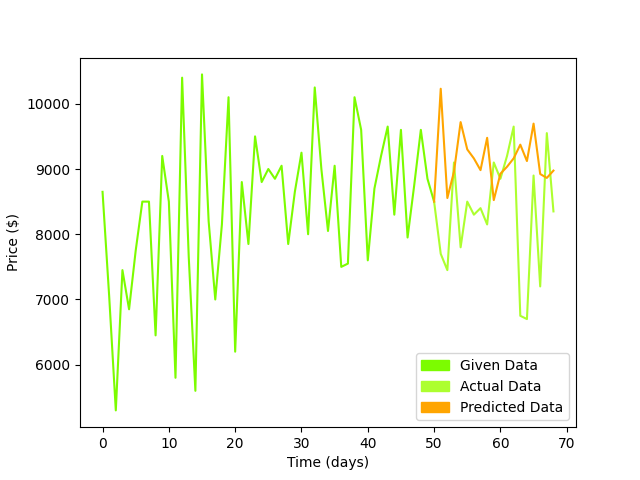 10000
9000
8000
7000
6000
Price ($)
0 10 20 30 40 50 60 70
Time (days)
Given Data
Actual Data
Predicted Data